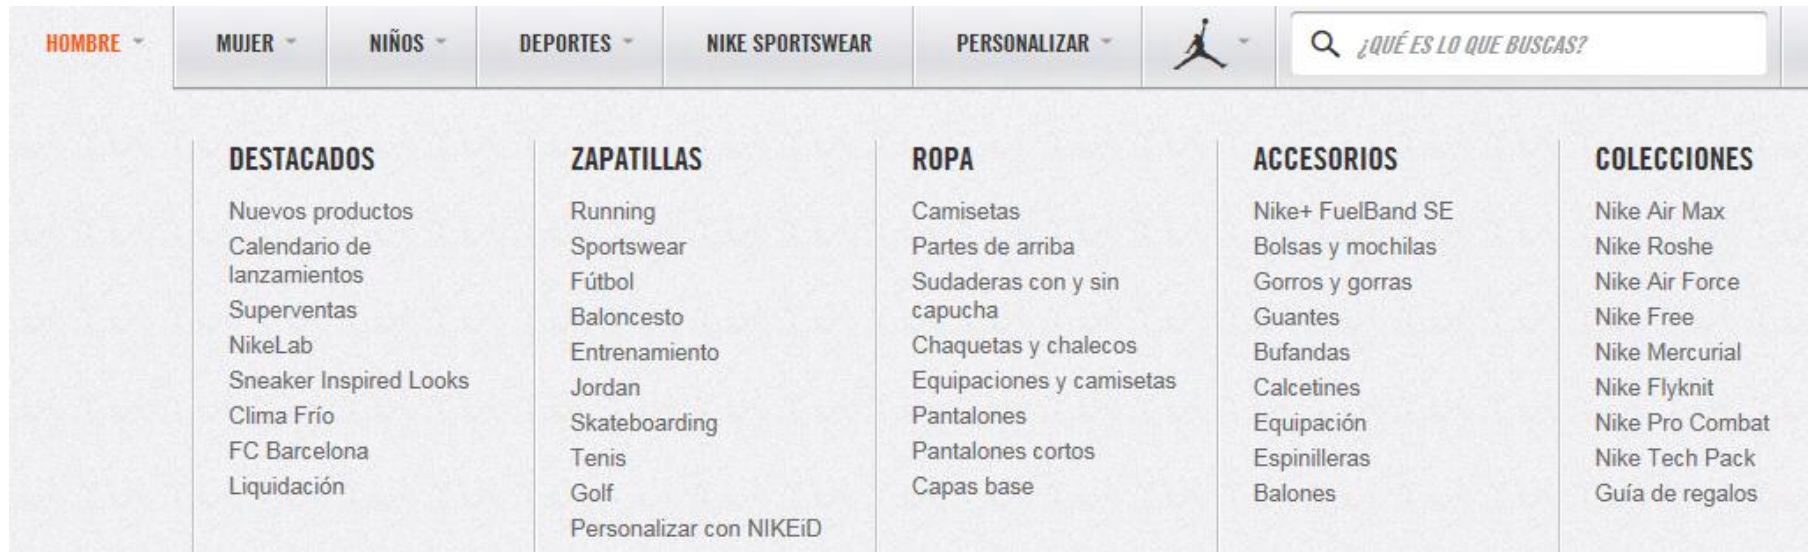 HOMBRE
MUJER
NIÑOS
DEPORTES
NIKE SPORTSWEAR
PERSONALIZAR
¿QUÉ ES LO QUE BUSCAS?
DESTACADOS
Nuevos productos
Calendario de
lanzamientos
Superventas
NikeLab
Sneaker Inspired Looks
Clima Frío
FC Barcelona
Liquidación
ZAPATILLAS
Running
Sportswear
Fútbol
Baloncesto
Entrenamiento
Jordan
Skateboarding
Tenis
Golf
Personalizar con NIKEiD
ROPA
Camisetas
Partes de arriba
Sudaderas con y sin
capucha
Chaquetas y chalecos
Equipaciones y camisetas
Pantalones
Pantalones cortos
Capas base
ACCESORIOS
Nike+ FuelBand SE
Bolsas y mochilas
Gorros y gorras
Guantes
Bufandas
Calcetines
Equipación
Espinilleras
Balones
COLECCIONES
Nike Air Max
Nike Roshe
Nike Air Force
Nike Free
Nike Mercurial
Nike Flyknit
Nike Pro Combat
Nike Tech Pack
Guía de regalos